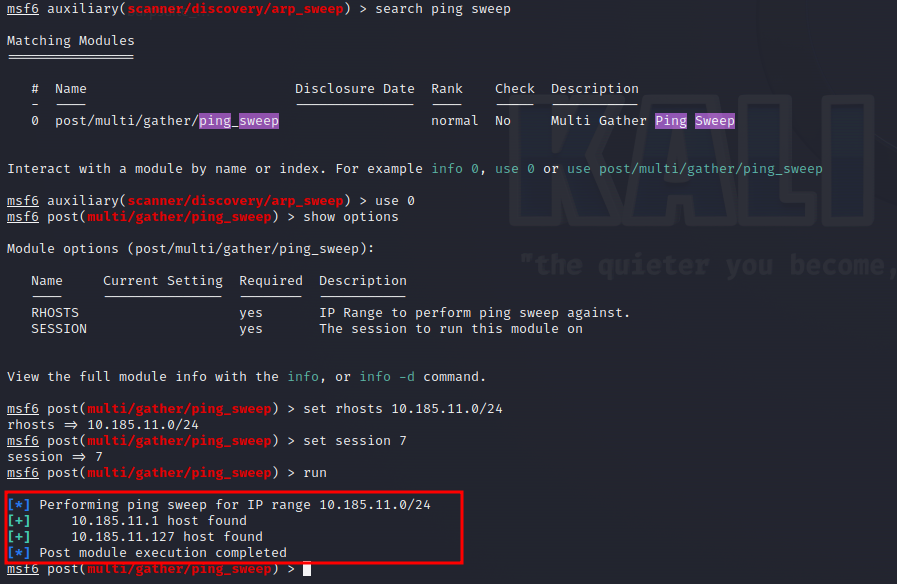 msf6 auxiliary(scanner/discovery/arp_sweep) > search ping sweep
Matching Modules
================
# Name Disclosure Date Rank Check Description
- ---- --------------- ---- ----- -----------
0 post/multi/gather/ping_sweep normal No Multi Gather Ping Sweep
Interact with a module by name or index. For example info 0, use 0 or use post/multi/gather/ping_sweep
msf6 auxiliary(scanner/discovery/arp_sweep) > use 0
msf6 post(multi/gather/ping_sweep) > show options
Module options (post/multi/gather/ping_sweep):
Name Current Setting Required Description
---- --------------- -------- -----------
RHOSTS yes IP Range to perform ping sweep against.
SESSION yes The session to run this module on
View the full module info with the info, or info -d command.
msf6 post(multi/gather/ping_sweep) > set rhosts 10.185.11.0/24
rhosts => 10.185.11.0/24
msf6 post(multi/gather/ping_sweep) > set session 7
session => 7
msf6 post(multi/gather/ping_sweep) > run
[*] Performing ping sweep for IP range 10.185.11.0/24
[+] 10.185.11.1 host found
[+] 10.185.11.127 host found
[*] Post module execution completed
msf6 post(multi/gather/ping_sweep) >
KALI
"the quieter you become,